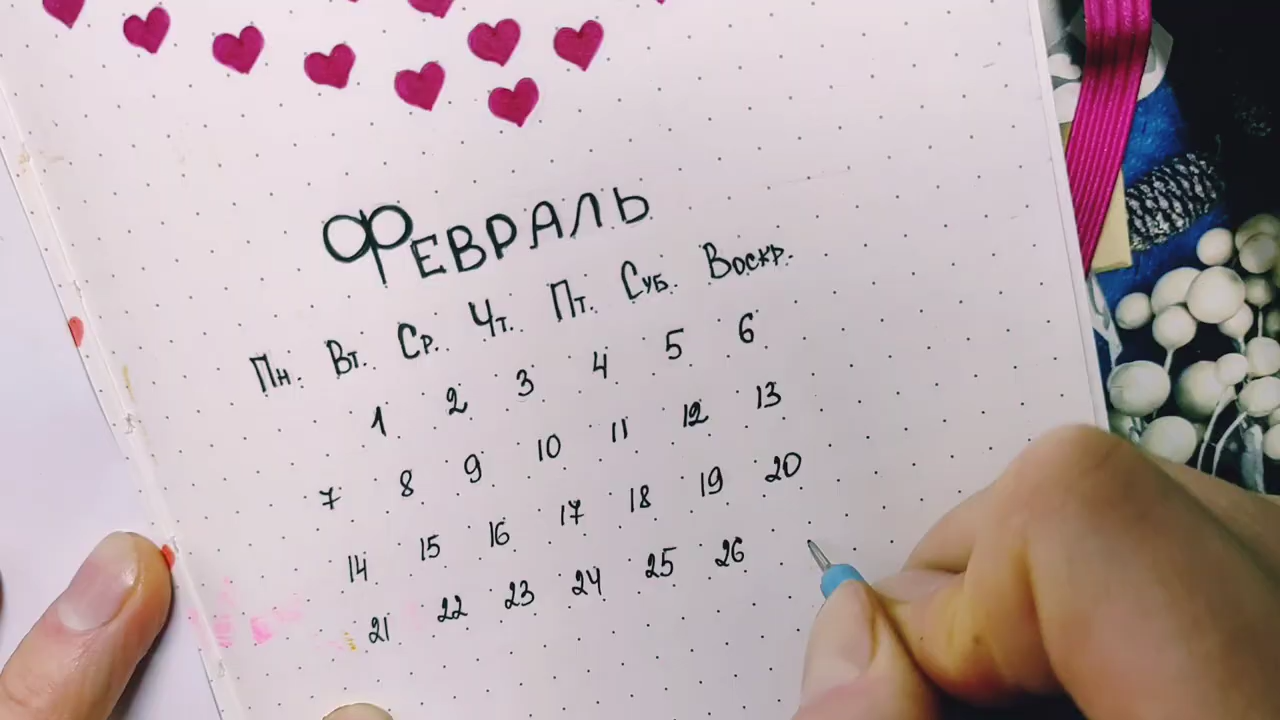 ФЕВРАЛЬ
Пн. Вт. Ср. Чт. Пт. Суб. Воскр.
1 2 3 4 5 6
7 8 9 10 11 12 13
14 15 16 17 18 19 20
21 22 23 24 25 26